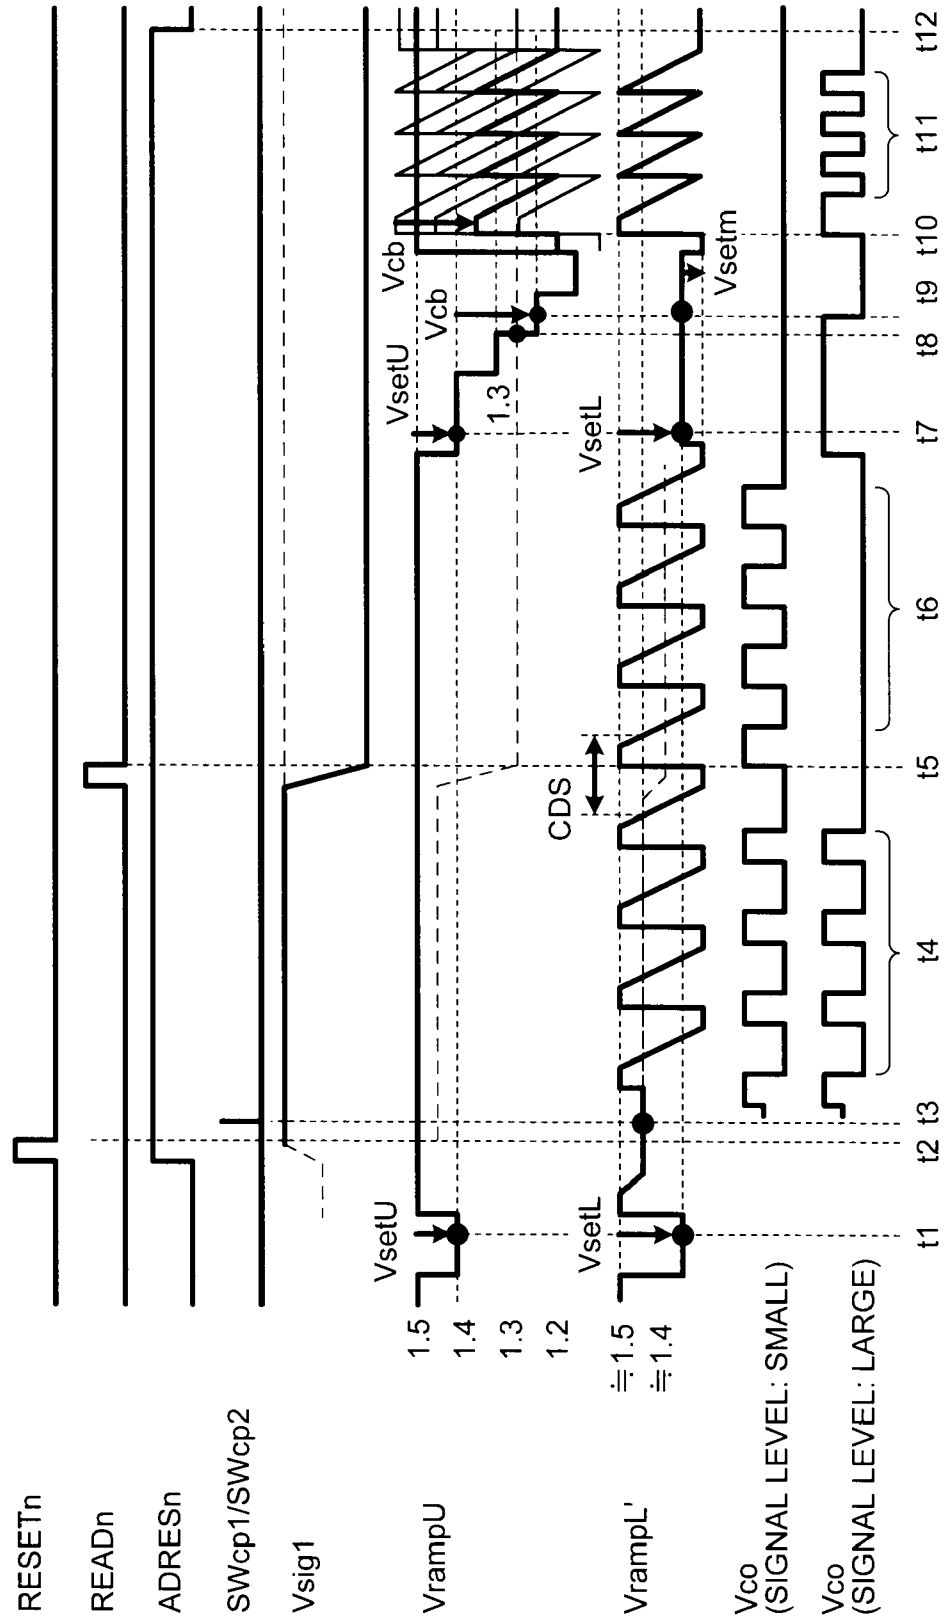 RESETn
READn
ADRESn
SWcp1/SWcp2
Vsig1
VrampU
1.5
1.4
1.3
1.2
VsetU
VsetU
1.3
Vcb
Vcb
VrampL'
≒1.5
≒1.4
VsetL
CDS
VsetL
Vsetm
Vco
(SIGNAL LEVEL: SMALL)
Vco
(SIGNAL LEVEL: LARGE)
t1 t2 t3 t4 t5 t6 t7 t8 t9 t10 t11 t12